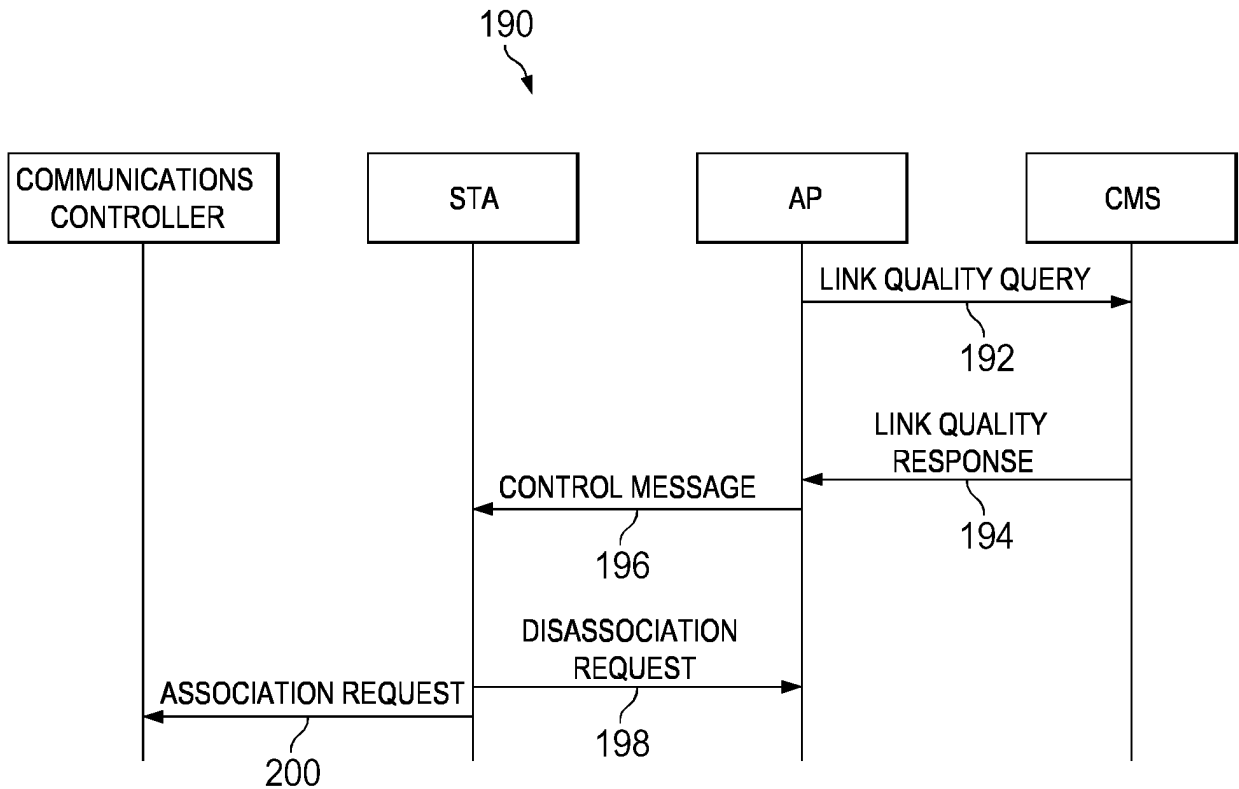 190
COMMUNICATIONS
CONTROLLER
STA
AP
CMS
LINK QUALITY QUERY
192
LINK QUALITY
RESPONSE
194
CONTROL MESSAGE
196
DISASSOCIATION
REQUEST
198
ASSOCIATION REQUEST
200